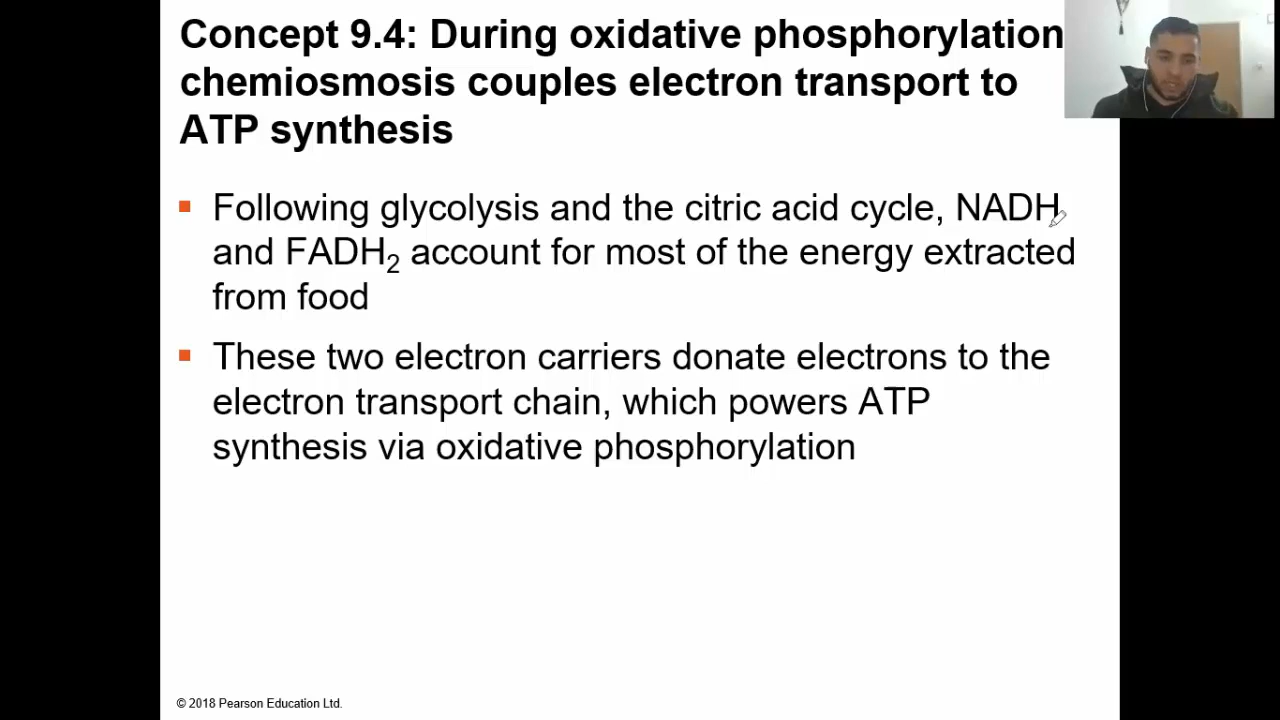 Concept 9.4: During oxidative phosphorylation
chemiosmosis couples electron transport to
ATP synthesis
Following glycolysis and the citric acid cycle, NADH
and FADH₂ account for most of the energy extracted
from food
These two electron carriers donate electrons to the
electron transport chain, which powers ATP
synthesis via oxidative phosphorylation
© 2018 Pearson Education Ltd.